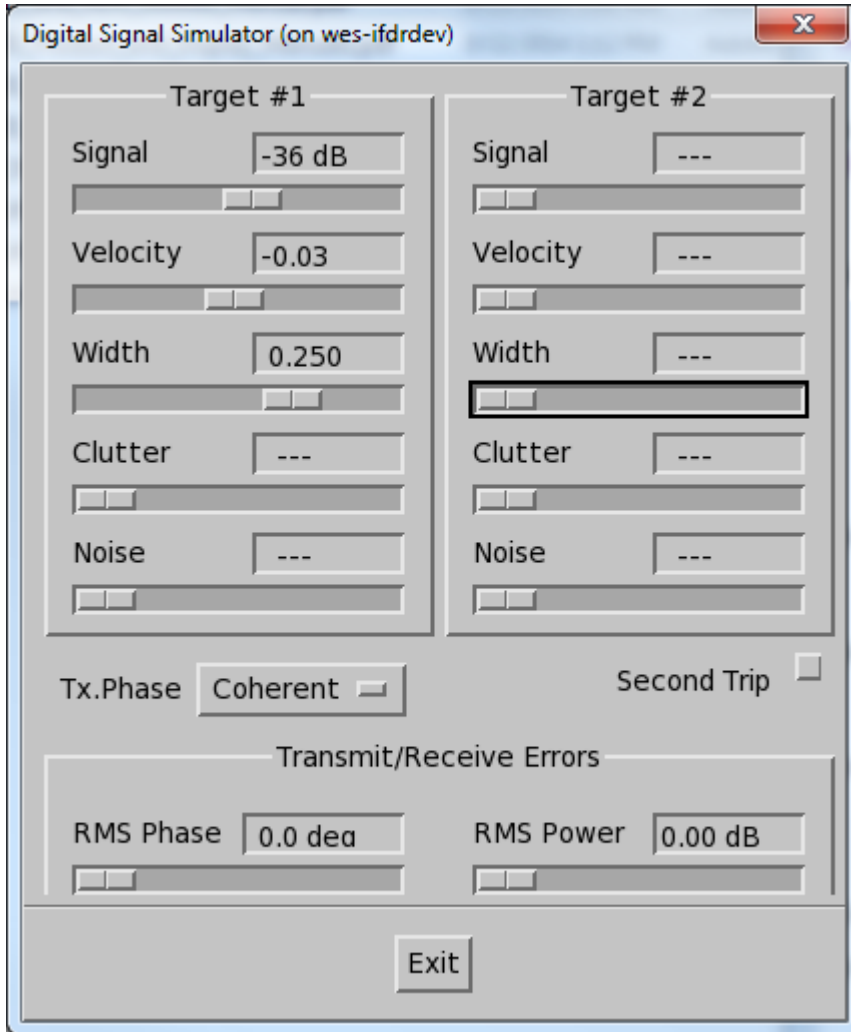 Digital Signal Simulator (on wes-ifdrdev)
Target #1
Signal -36 dB
Velocity -0.03
Width 0.250
Clutter ---
Noise ---
Target #2
Signal ---
Velocity ---
Width ---
Clutter ---
Noise ---
Tx.Phase Coherent
Second Trip
Transmit/Receive Errors
RMS Phase 0.0 deg
RMS Power 0.00 dB
Exit